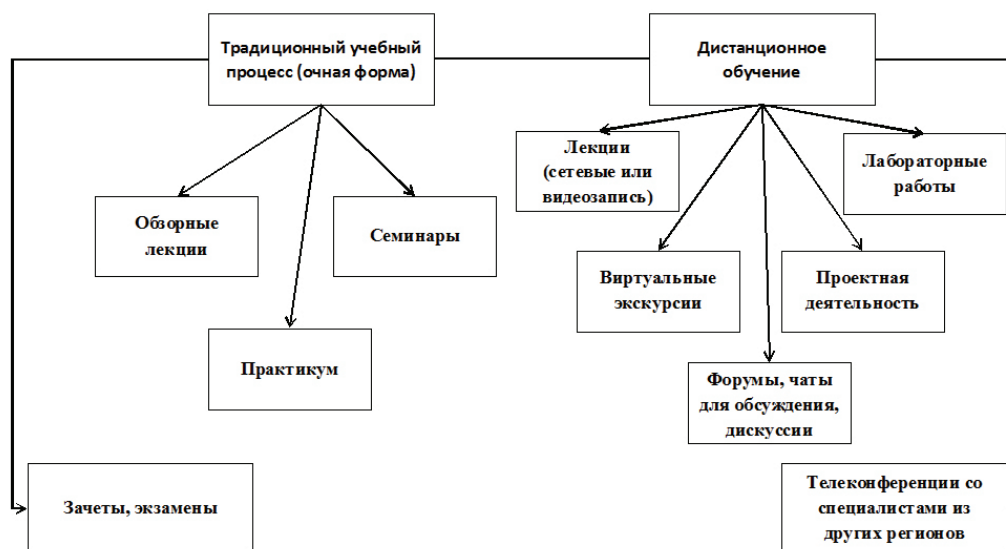 Традиционный учебный
процесс (очная форма)
Дистанционное
обучение
Лекции
(сетевые или
видеозапись)
Лабораторные
работы
Обзорные
лекции
Семинары
Виртуальные
экскурсии
Проектная
деятельность
Практикум
Форумы, чаты
для обсуждения,
дискуссии
Зачеты, экзамены
Телеконференции со
специалистами из
других регионов